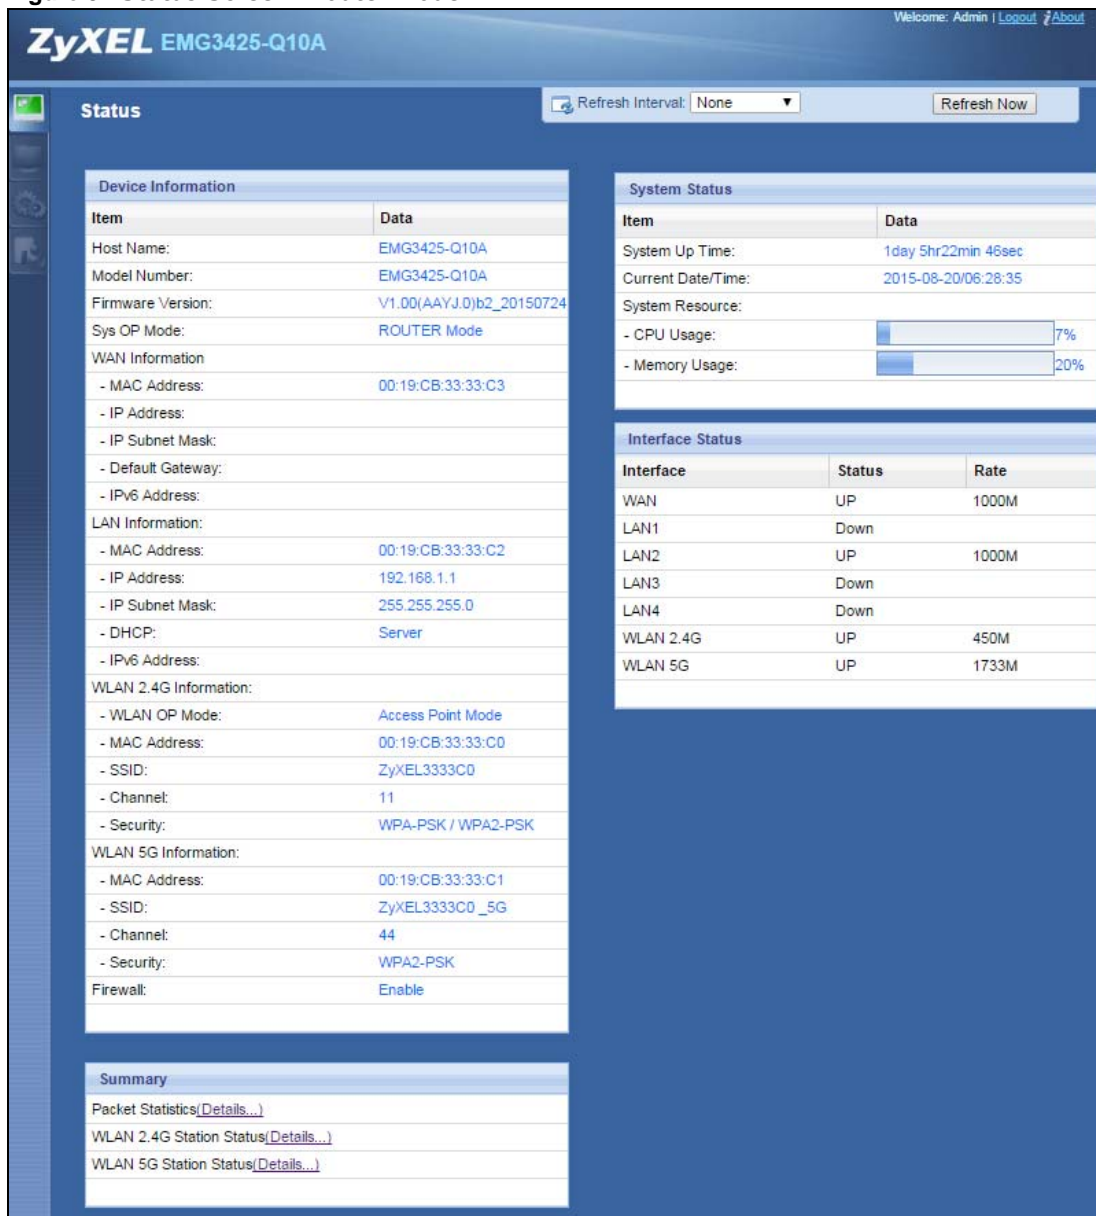 Welcome: Admin | Logout i About
ZyXEL EMG3425-Q10A
Status
Refresh Interval: None
Refresh Now
Device Information
Item Data
Host Name: EMG3425-Q10A
Model Number: EMG3425-Q10A
Firmware Version: V1.00(AAYJ.0)b2_20150724
Sys OP Mode: ROUTER Mode
WAN Information
- MAC Address: 00:19:CB:33:33:C3
- IP Address:
- IP Subnet Mask:
- Default Gateway:
- IPv6 Address:
LAN Information:
- MAC Address: 00:19:CB:33:33:C2
- IP Address: 192.168.1.1
- IP Subnet Mask: 255.255.255.0
- DHCP: Server
- IPv6 Address:
WLAN 2.4G Information:
- WLAN OP Mode: Access Point Mode
- MAC Address: 00:19:CB:33:33:C0
- SSID: ZyXEL3333C0
- Channel: 11
- Security: WPA-PSK / WPA2-PSK
WLAN 5G Information:
- MAC Address: 00:19:CB:33:33:C1
- SSID: ZyXEL3333C0 _5G
- Channel: 44
- Security: WPA2-PSK
Firewall: Enable
Summary
Packet Statistics(Details...)
WLAN 2.4G Station Status(Details...)
WLAN 5G Station Status(Details...)
System Status
Item Data
System Up Time: 1day 5hr22min 46sec
Current Date/Time: 2015-08-20/06:28:35
System Resource:
- CPU Usage: 7%
- Memory Usage: 20%
Interface Status
Interface Status Rate
WAN UP 1000M
LAN1 Down
LAN2 UP 1000M
LAN3 Down
LAN4 Down
WLAN 2.4G UP 450M
WLAN 5G UP 1733M